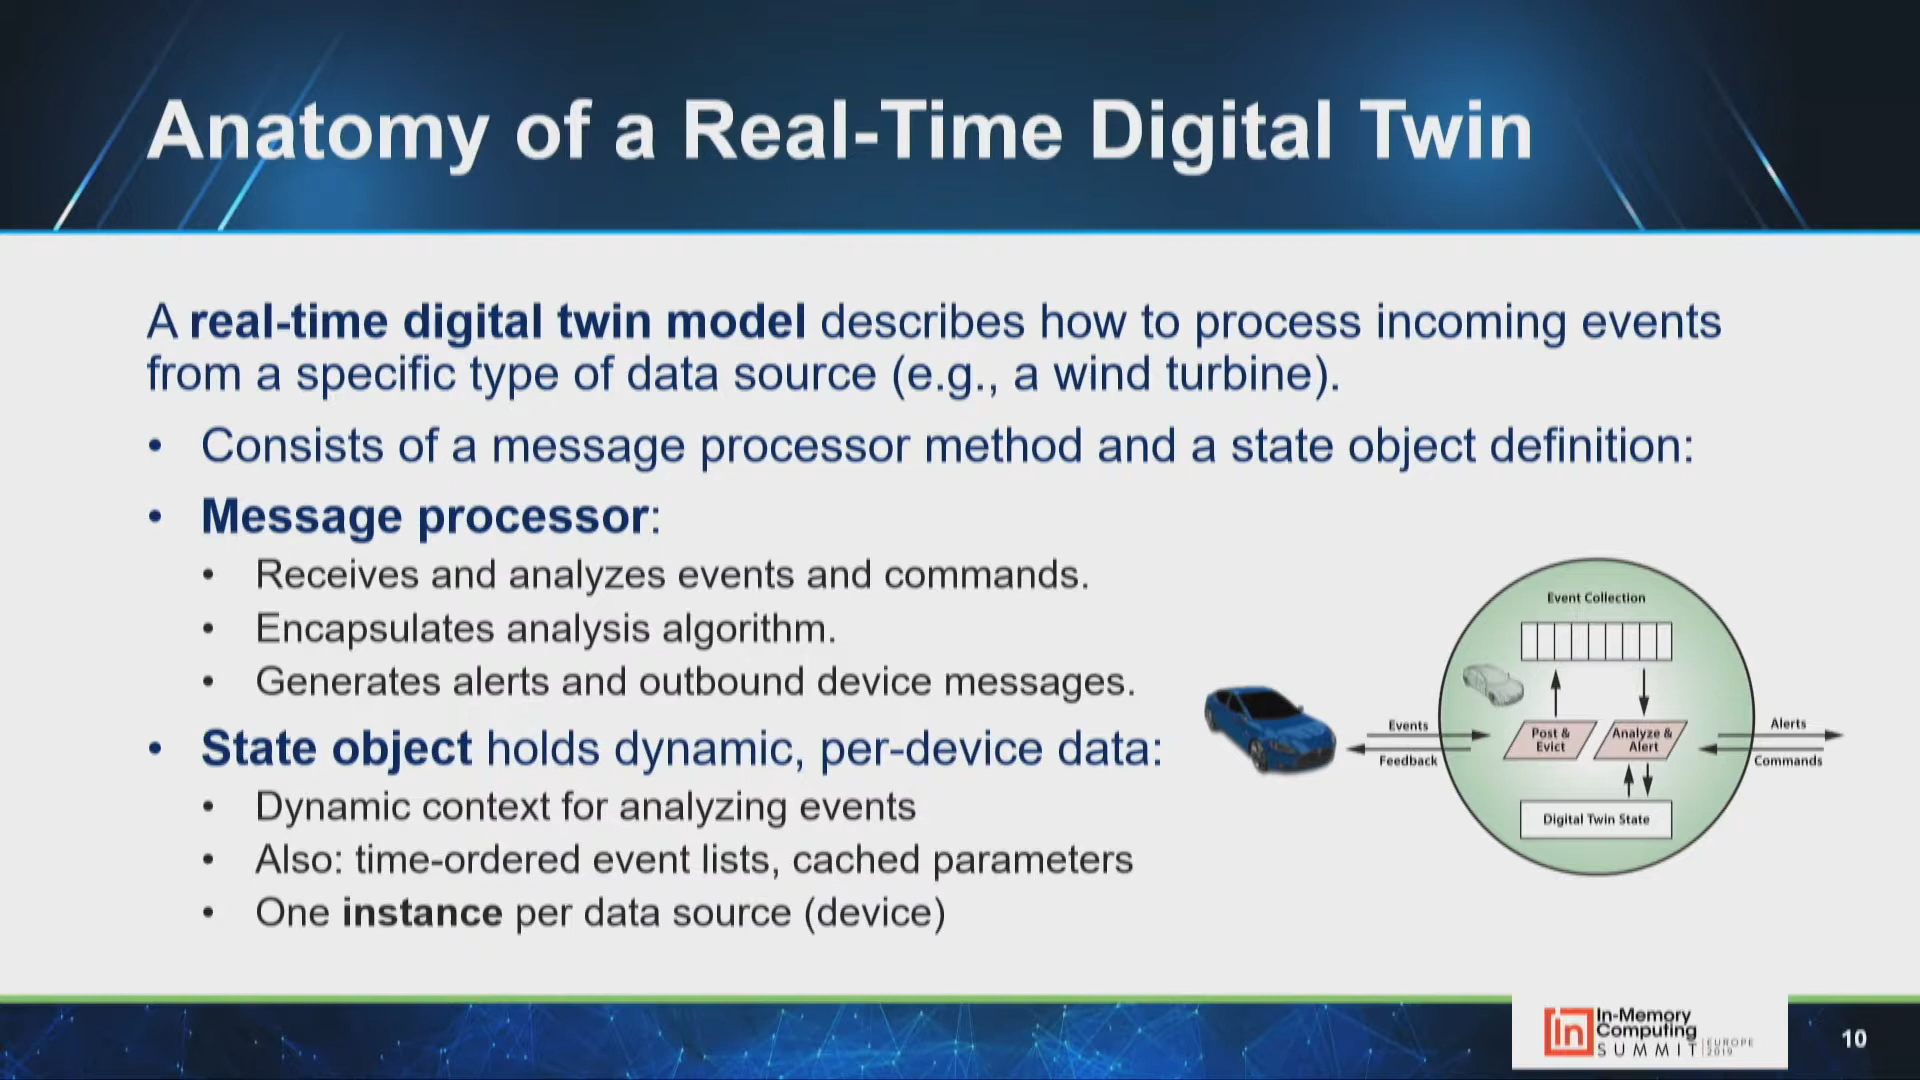 Anatomy of a Real-Time Digital Twin
A real-time digital twin model describes how to process incoming events
from a specific type of data source (e.g., a wind turbine).
• Consists of a message processor method and a state object definition:
• Message processor:
• Receives and analyzes events and commands.
• Encapsulates analysis algorithm.
• Generates alerts and outbound device messages.
• State object holds dynamic, per-device data:
• Dynamic context for analyzing events
• Also: time-ordered event lists, cached parameters
• One instance per data source (device)
Event Collection
Events
Feedback
Post &
Evict
Analyze &
Alert
Alerts
Commands
Digital Twin State
in
In-Memory
Computing
SUMMIT
EUROPE
2019
10